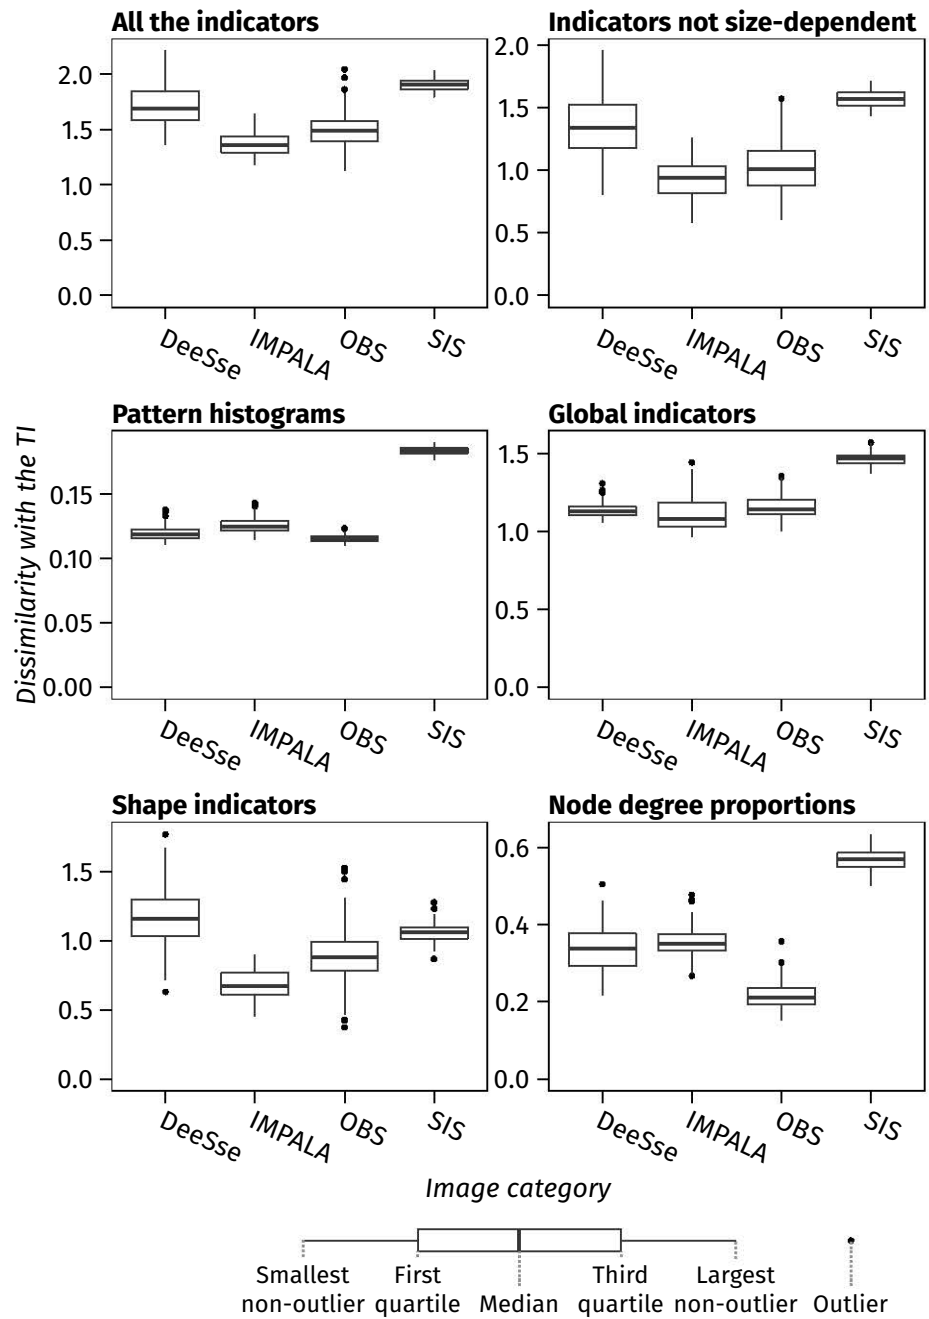 All the indicators
Indicators not size-dependent
2.0
1.5
1.0
0.5
0.0
DeeSse
IMPALA
OBS
SIS
2.0
1.5
1.0
0.5
0.0
DeeSse
IMPALA
OBS
SIS
Dissimilarity with the TI
Pattern histograms
Global indicators
0.15
0.10
0.05
0.00
DeeSse
IMPALA
OBS
SIS
1.5
1.0
0.5
0.0
DeeSse
IMPALA
OBS
SIS
Shape indicators
Node degree proportions
1.5
1.0
0.5
0.0
DeeSse
IMPALA
OBS
SIS
0.6
0.4
0.2
0.0
DeeSse
IMPALA
OBS
SIS
Image category
Smallest
non-outlier
First
quartile
Median
Third
quartile
Largest
non-outlier
Outlier